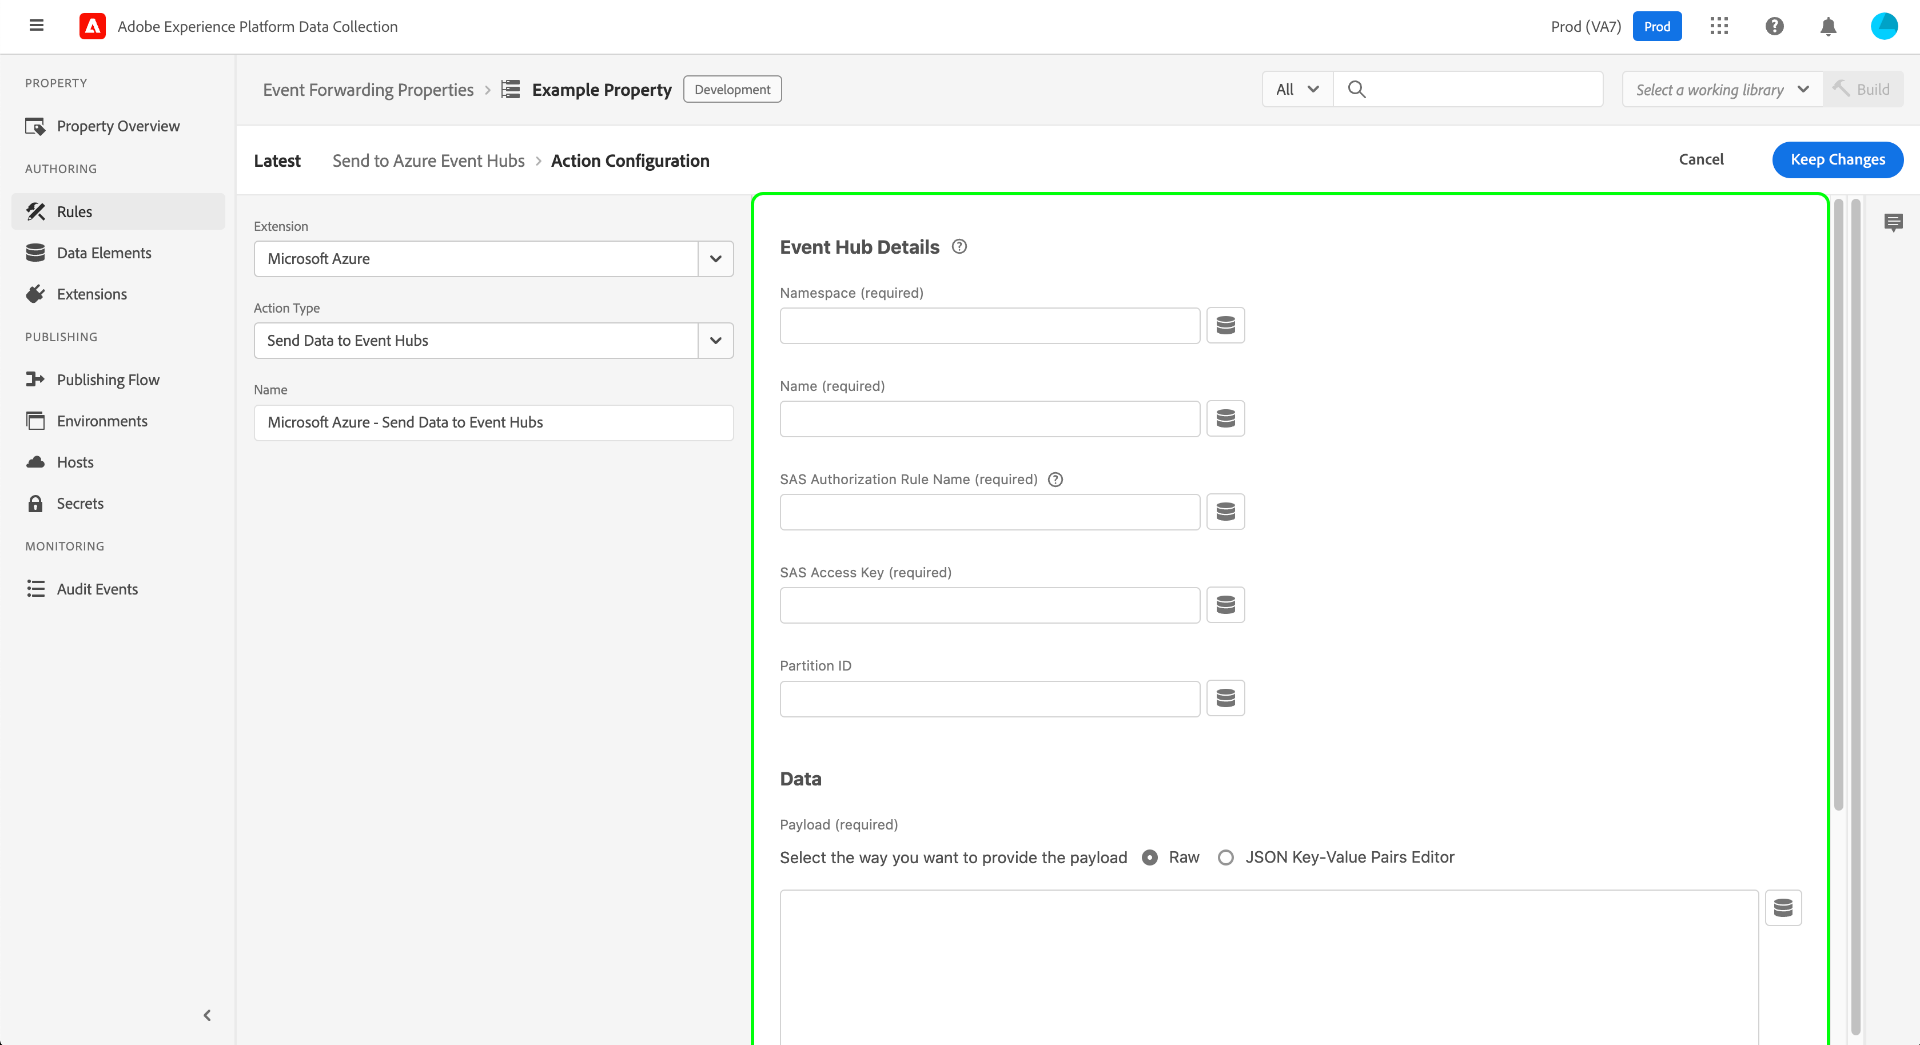 Adobe Experience Platform Data Collection
Prod (VA7)
Prod
PROPERTY
Property Overview
AUTHORING
Rules
Data Elements
Extensions
PUBLISHING
Publishing Flow
Environments
Hosts
Secrets
MONITORING
Audit Events
Event Forwarding Properties > Example Property Development
All
Select a working library
Build
Latest
Send to Azure Event Hubs > Action Configuration
Cancel
Keep Changes
Extension
Microsoft Azure
Action Type
Send Data to Event Hubs
Name
Microsoft Azure - Send Data to Event Hubs
Event Hub Details
Namespace (required)
Name (required)
SAS Authorization Rule Name (required)
SAS Access Key (required)
Partition ID
Data
Payload (required)
Select the way you want to provide the payload Raw JSON Key-Value Pairs Editor